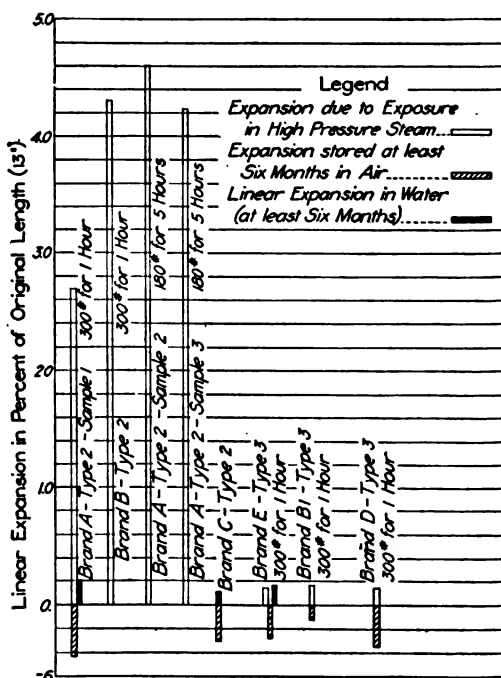 Linear Expansion in Percent of Original Length (13")
5.0
4.0
3.0
2.0
1.0
0.
-.6
Legend
Expansion due to Exposure
in High Pressure Steam
Expansion stored at least
Six Months in Air
Linear Expansion in Water
(at least Six Months)
Brand A-Type 2-Sample 1 300# for 1 Hour
Brand B-Type 2 300# for 1 Hour
Brand A-Type 2-Sample 2 180# for 5 Hours
Brand A-Type 2-Sample 3 180# for 5 Hours
Brand C-Type 2
Brand E-Type 3
300# for 1 Hour
Brand B1-Type 3
300# for 1 Hour
Brand D-Type 3
300# for 1 Hour